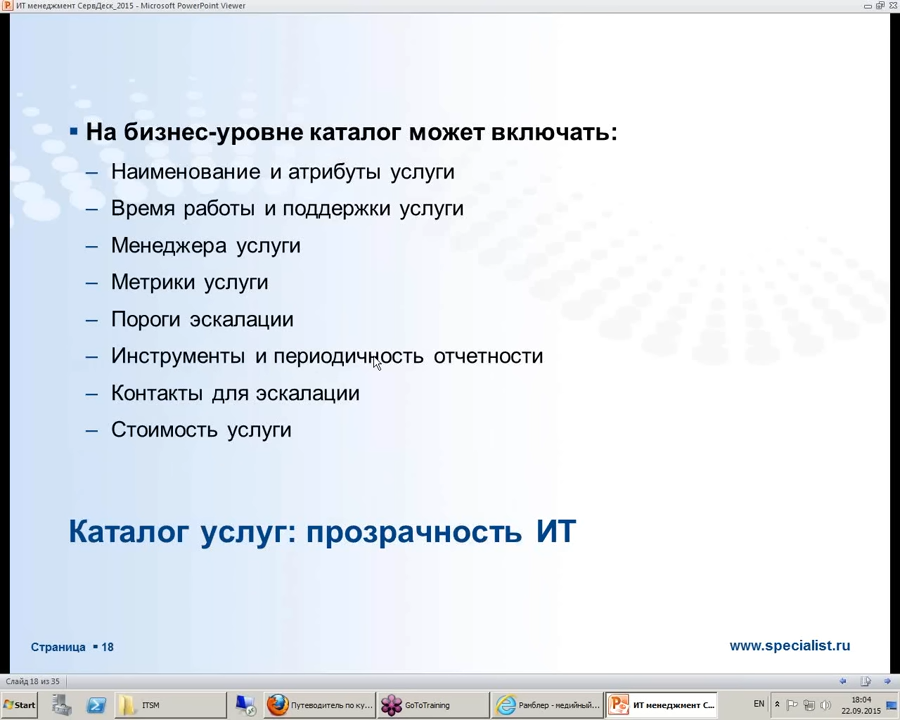 ИТ менеджмент СервДеск_2015 - Microsoft PowerPoint Viewer
На бизнес-уровне каталог может включать:
– Наименование и атрибуты услуги
– Время работы и поддержки услуги
– Менеджера услуги
– Метрики услуги
– Пороги эскалации
– Инструменты и периодичность отчетности
– Контакты для эскалации
– Стоимость услуги
Каталог услуг: прозрачность ИТ
Страница ▪ 18
www.specialist.ru
Слайд 18 из 35
Start
ITSM
Путеводитель по ку...
GoToTraining
Рамблер - медийный...
ИТ менеджмент С...
EN
18:04
22.09.2015